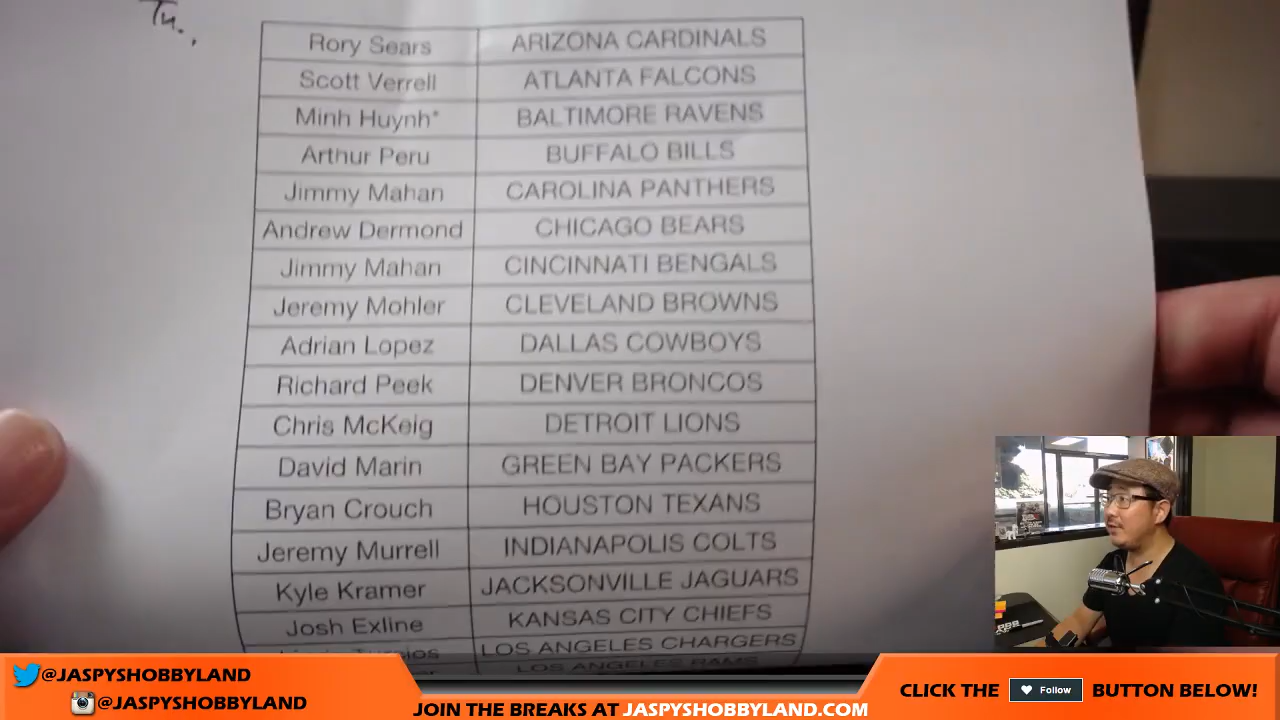 Tu.,
Rory Sears ARIZONA CARDINALS
Scott Verrell ATLANTA FALCONS
Minh Huynh* BALTIMORE RAVENS
Arthur Peru BUFFALO BILLS
Jimmy Mahan CAROLINA PANTHERS
Andrew Dermond CHICAGO BEARS
Jimmy Mahan CINCINNATI BENGALS
Jeremy Mohler CLEVELAND BROWNS
Adrian Lopez DALLAS COWBOYS
Richard Peek DENVER BRONCOS
Chris McKeig DETROIT LIONS
David Marin GREEN BAY PACKERS
Bryan Crouch HOUSTON TEXANS
Jeremy Murrell INDIANAPOLIS COLTS
Kyle Kramer JACKSONVILLE JAGUARS
Josh Exline KANSAS CITY CHIEFS
LOS ANGELES CHARGERS
LOS ANGELES RAMS
@JASPYSHOBBYLAND
@JASPYSHOBBYLAND
JOIN THE BREAKS AT JASPYSHOBBYLAND.COM
CLICK THE Follow BUTTON BELOW!